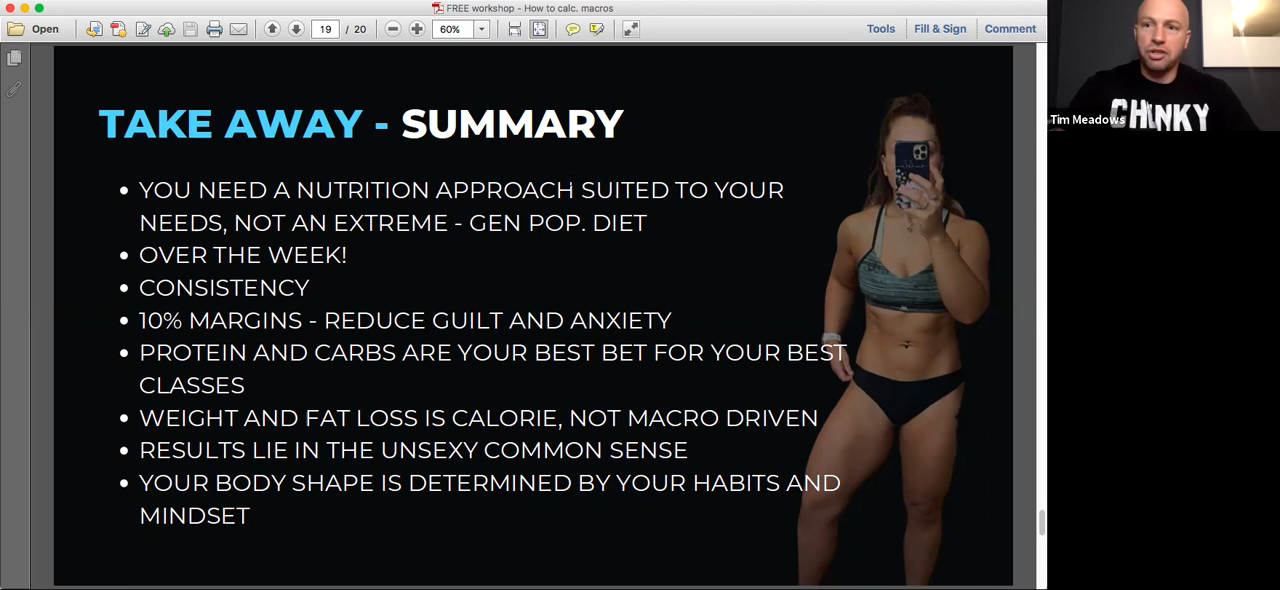 FREE workshop - How to calc. macros
Open
19 / 20
60%
Tools
Fill & Sign
Comment
TAKE AWAY - SUMMARY
• YOU NEED A NUTRITION APPROACH SUITED TO YOUR
NEEDS, NOT AN EXTREME - GEN POP. DIET
• OVER THE WEEK!
• CONSISTENCY
• 10% MARGINS - REDUCE GUILT AND ANXIETY
• PROTEIN AND CARBS ARE YOUR BEST BET FOR YOUR BEST
CLASSES
• WEIGHT AND FAT LOSS IS CALORIE, NOT MACRO DRIVEN
• RESULTS LIE IN THE UNSEXY COMMON SENSE
• YOUR BODY SHAPE IS DETERMINED BY YOUR HABITS AND
MINDSET
CHUNKY
Tim Meadows